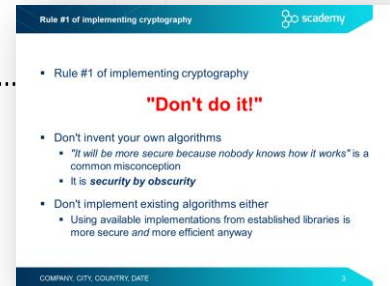 Rule #1 of implementing cryptography
scademy
▪ Rule #1 of implementing cryptography
"Don't do it!"
▪ Don't invent your own algorithms
▪ "It will be more secure because nobody knows how it works" is a
common misconception
▪ It is security by obscurity
▪ Don't implement existing algorithms either
▪ Using available implementations from established libraries is
more secure and more efficient anyway
COMPANY, CITY, COUNTRY, DATE
3